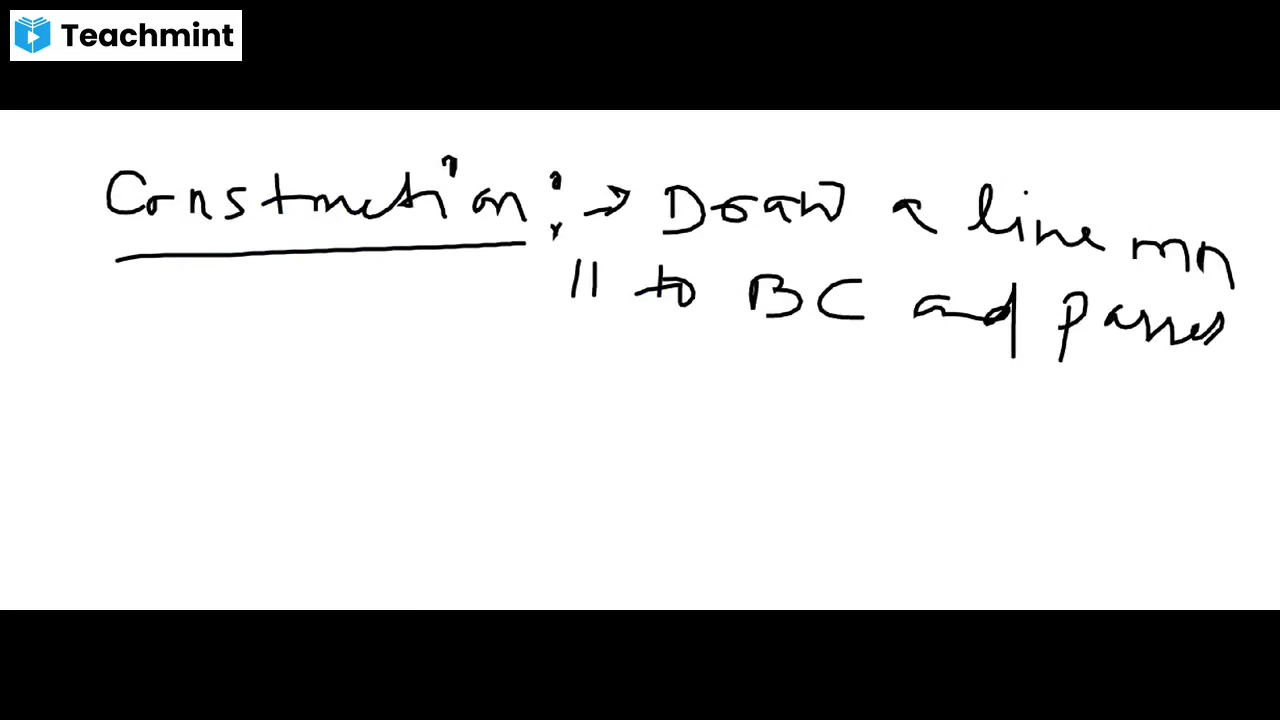 Teachmint
Construction : → Draw a line mn
|| to BC and passes